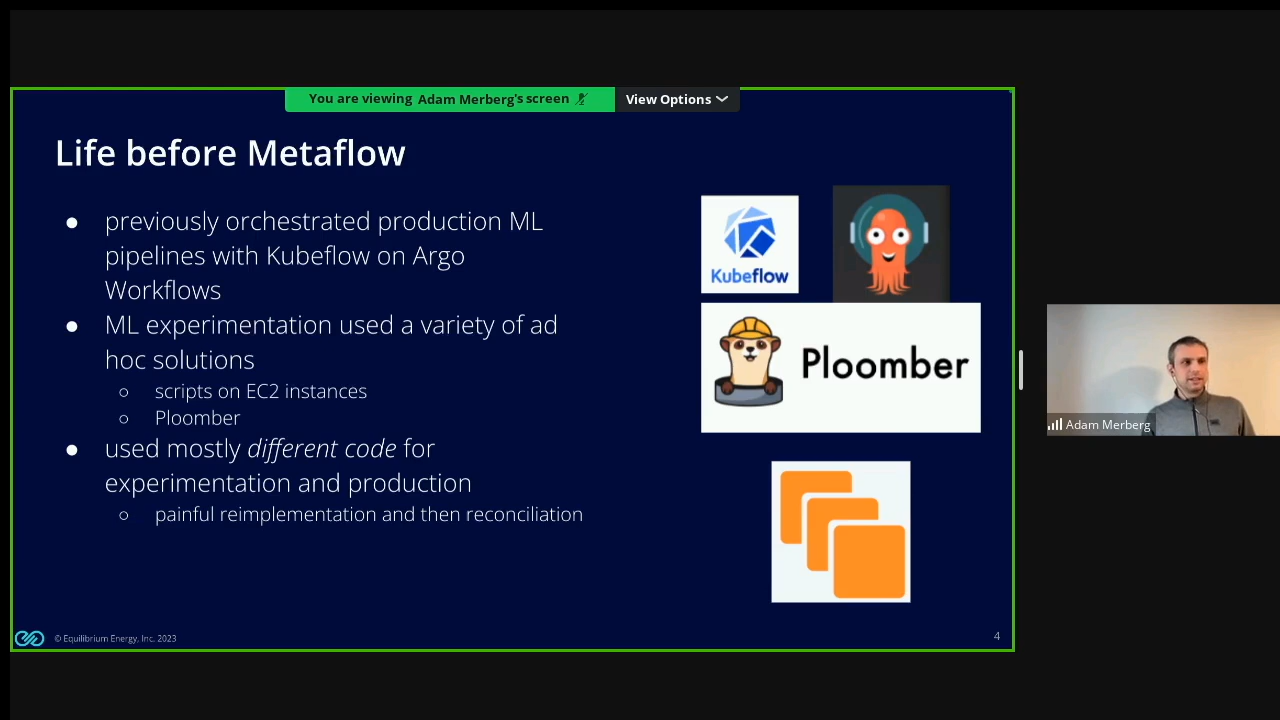 You are viewing Adam Merberg's screen View Options
Life before Metaflow
● previously orchestrated production ML
pipelines with Kubeflow on Argo
Workflows
● ML experimentation used a variety of ad
hoc solutions
○ scripts on EC2 instances
○ Ploomber
● used mostly different code for
experimentation and production
○ painful reimplementation and then reconciliation
Kubeflow
Ploomber
Adam Merberg
© Equilibrium Energy, Inc. 2023
4